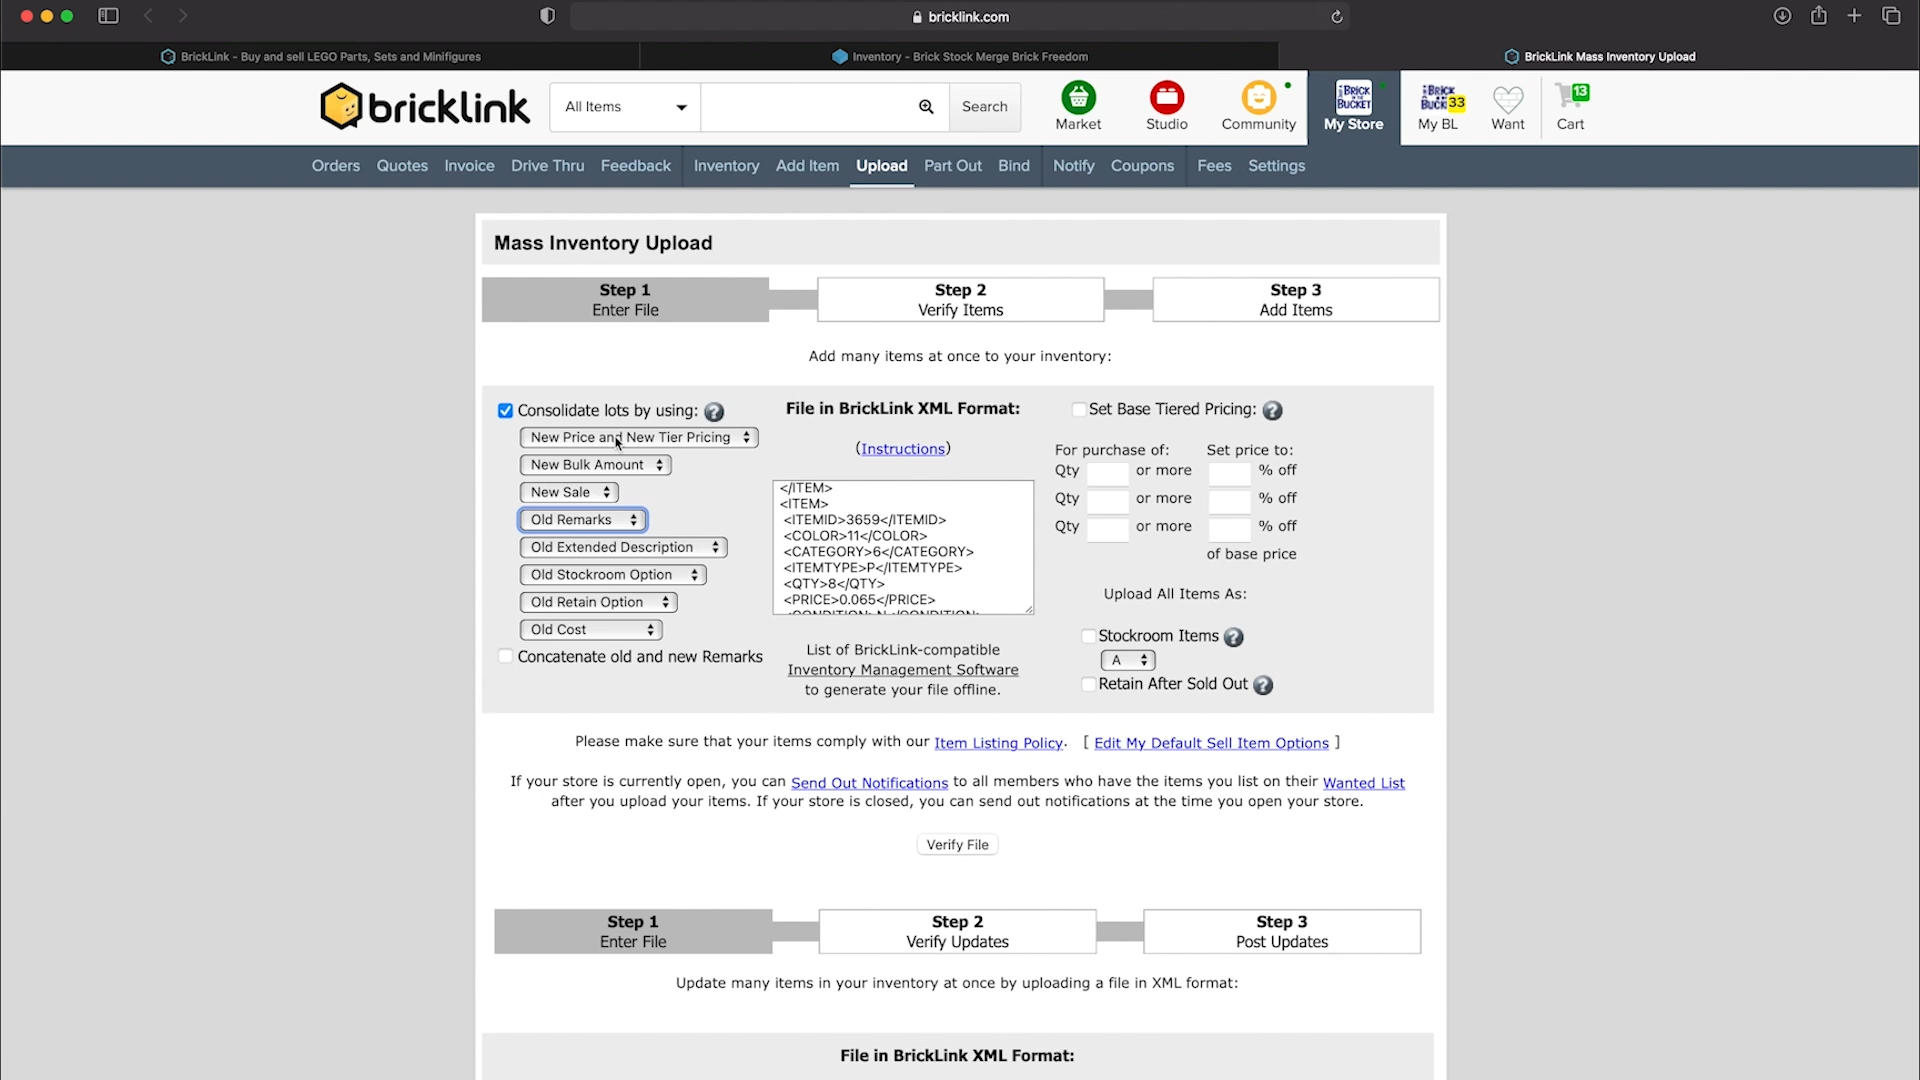 bricklink.com
BrickLink - Buy and sell LEGO Parts, Sets and Minifigures
Inventory - Brick Stock Merge Brick Freedom
BrickLink Mass Inventory Upload
bricklink
All Items
Search
Market
Studio
Community
BRICK
BUCKET
My Store
BRICK
33
My BL
Want
13
Cart
Orders
Quotes
Invoice
Drive Thru
Feedback
Inventory
Add Item
Upload
Part Out
Bind
Notify
Coupons
Fees
Settings
Mass Inventory Upload
Step 1
Enter File
Step 2
Verify Items
Step 3
Add Items
Add many items at once to your inventory:
Consolidate lots by using: ?
New Price and New Tier Pricing
New Bulk Amount
New Sale
Old Remarks
Old Extended Description
Old Stockroom Option
Old Retain Option
Old Cost
Concatenate old and new Remarks
File in BrickLink XML Format:
(Instructions)
</ITEM>
<ITEM>
<ITEMID>3659</ITEMID>
<COLOR>11</COLOR>
<CATEGORY>6</CATEGORY>
<ITEMTYPE>P</ITEMTYPE>
<QTY>8</QTY>
<PRICE>0.065</PRICE>
<CONDITION>N</CONDITION>
List of BrickLink-compatible
Inventory Management Software
to generate your file offline.
Set Base Tiered Pricing: ?
For purchase of: Set price to:
Qty or more % off
Qty or more % off
Qty or more % off
of base price
Upload All Items As:
Stockroom Items ?
A
Retain After Sold Out ?
Please make sure that your items comply with our Item Listing Policy. [ Edit My Default Sell Item Options ]
If your store is currently open, you can Send Out Notifications to all members who have the items you list on their Wanted List
after you upload your items. If your store is closed, you can send out notifications at the time you open your store.
Verify File
Step 1
Enter File
Step 2
Verify Updates
Step 3
Post Updates
Update many items in your inventory at once by uploading a file in XML format:
File in BrickLink XML Format: